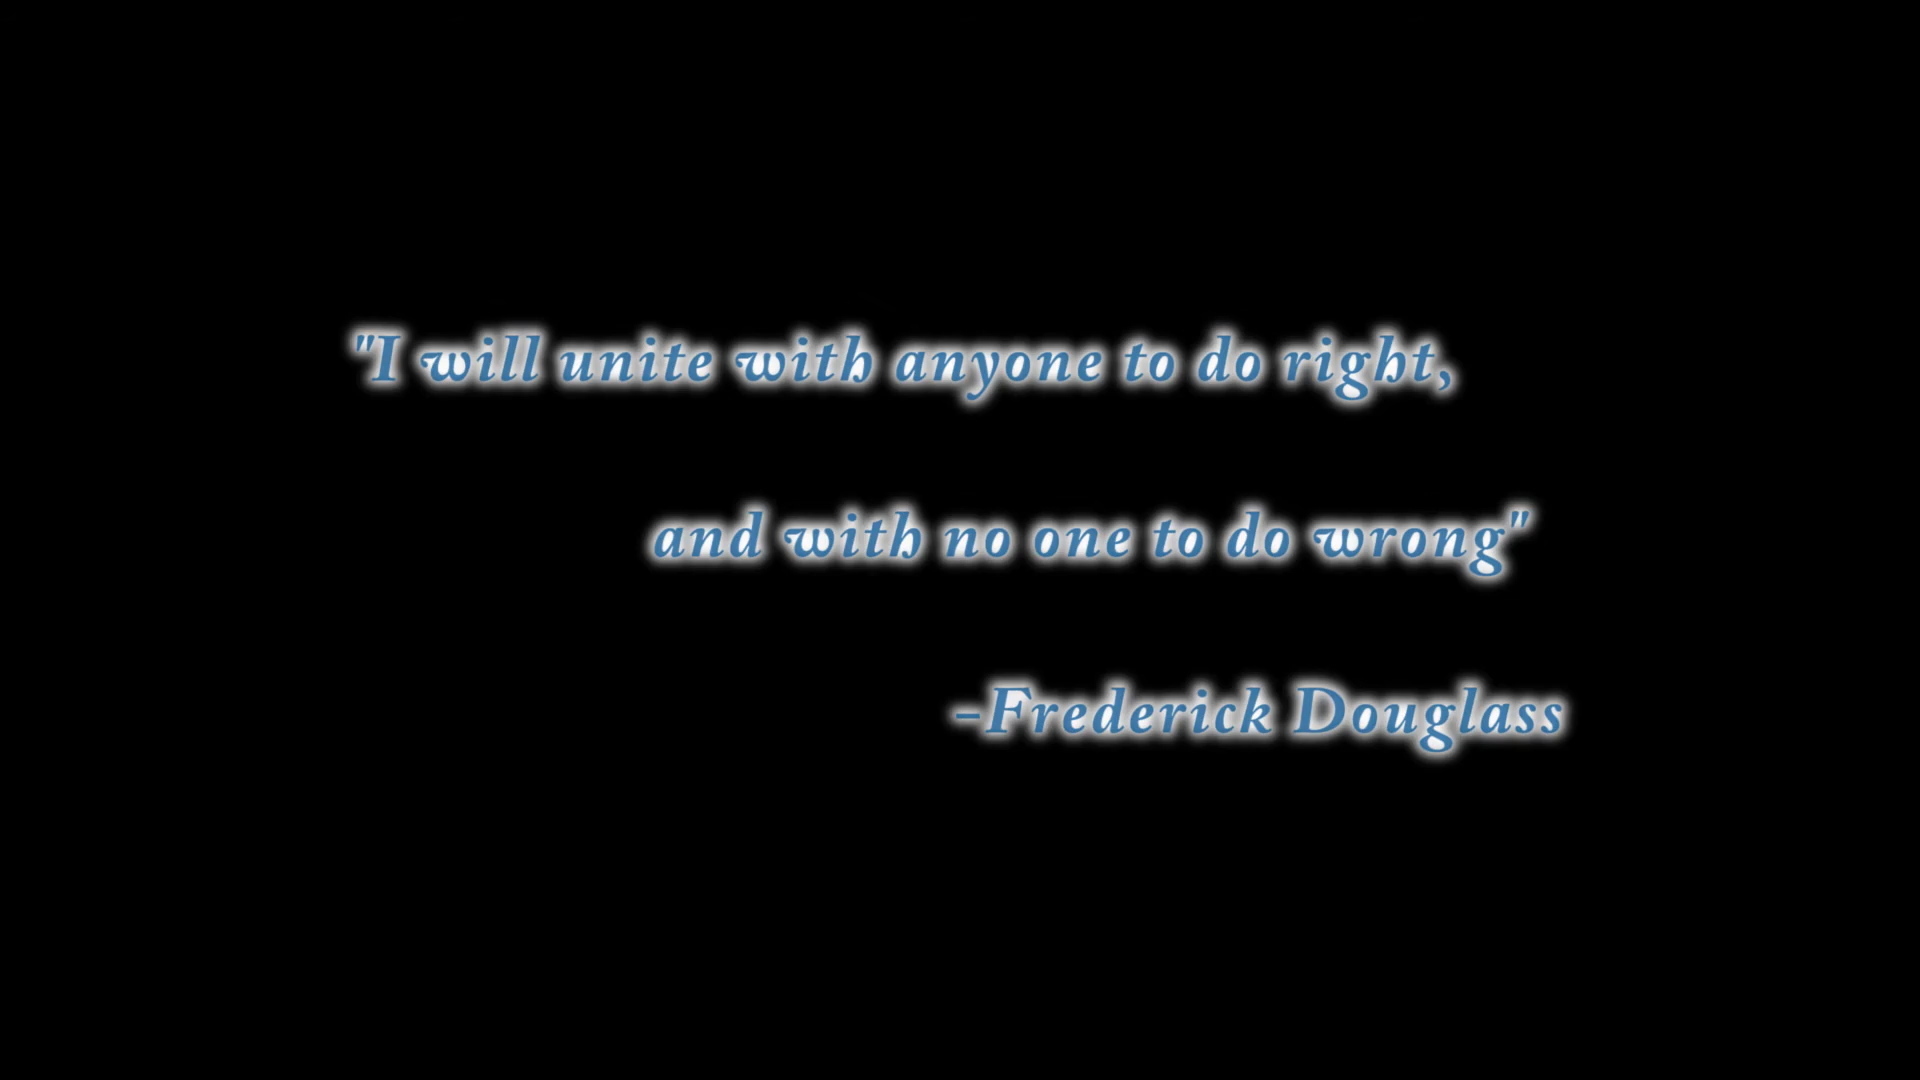 "I will unite with anyone to do right,
and with no one to do wrong"
-Frederick Douglass